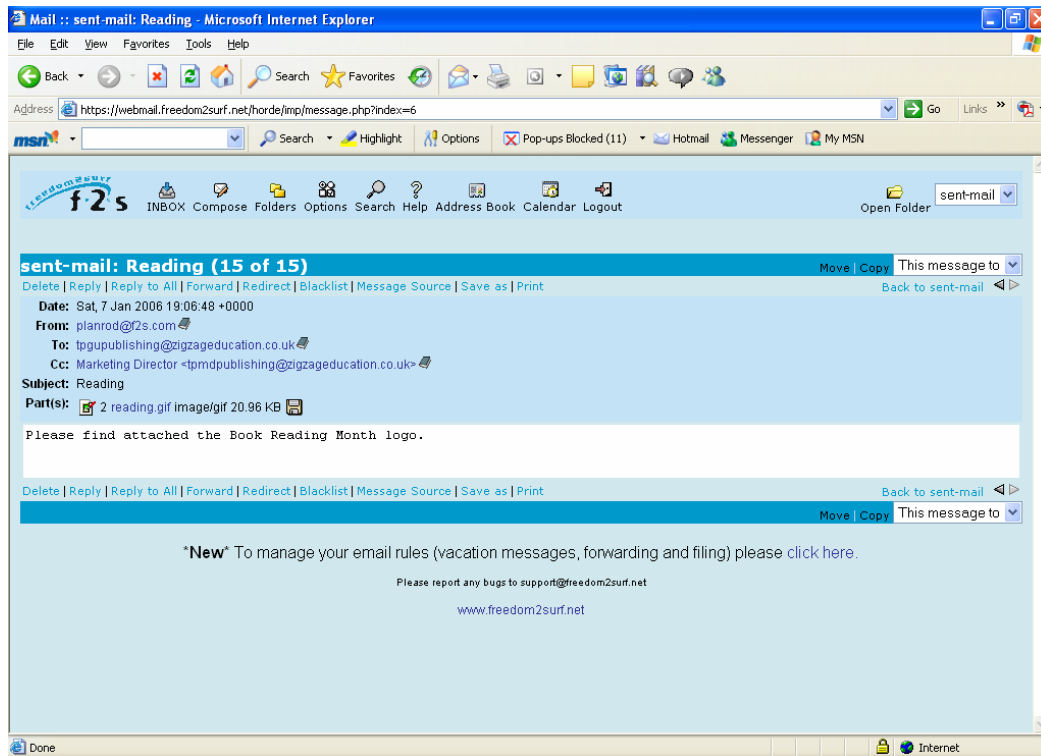 Mail :: sent-mail: Reading - Microsoft Internet Explorer
File Edit View Favorites Tools Help
Back Search Favorites
Address https://webmail.freedom2surf.net/horde/imp/message.php?index=6 Go Links »
msn Search Highlight Options Pop-ups Blocked (11) Hotmail Messenger My MSN
freedom2surf
f·2·s INBOX Compose Folders Options Search Help Address Book Calendar Logout Open Folder sent-mail
sent-mail: Reading (15 of 15) Move | Copy This message to
Delete | Reply | Reply to All | Forward | Redirect | Blacklist | Message Source | Save as | Print Back to sent-mail
Date: Sat, 7 Jan 2006 19:06:48 +0000
From: planrod@f2s.com
To: tpgupublishing@zigzageducation.co.uk
Cc: Marketing Director <tpmdpublishing@zigzageducation.co.uk>
Subject: Reading
Part(s): 2 reading.gif image/gif 20.96 KB
Please find attached the Book Reading Month logo.
Delete | Reply | Reply to All | Forward | Redirect | Blacklist | Message Source | Save as | Print Back to sent-mail
Move | Copy This message to
*New* To manage your email rules (vacation messages, forwarding and filing) please click here.
Please report any bugs to support@freedom2surf.net
www.freedom2surf.net
Done Internet